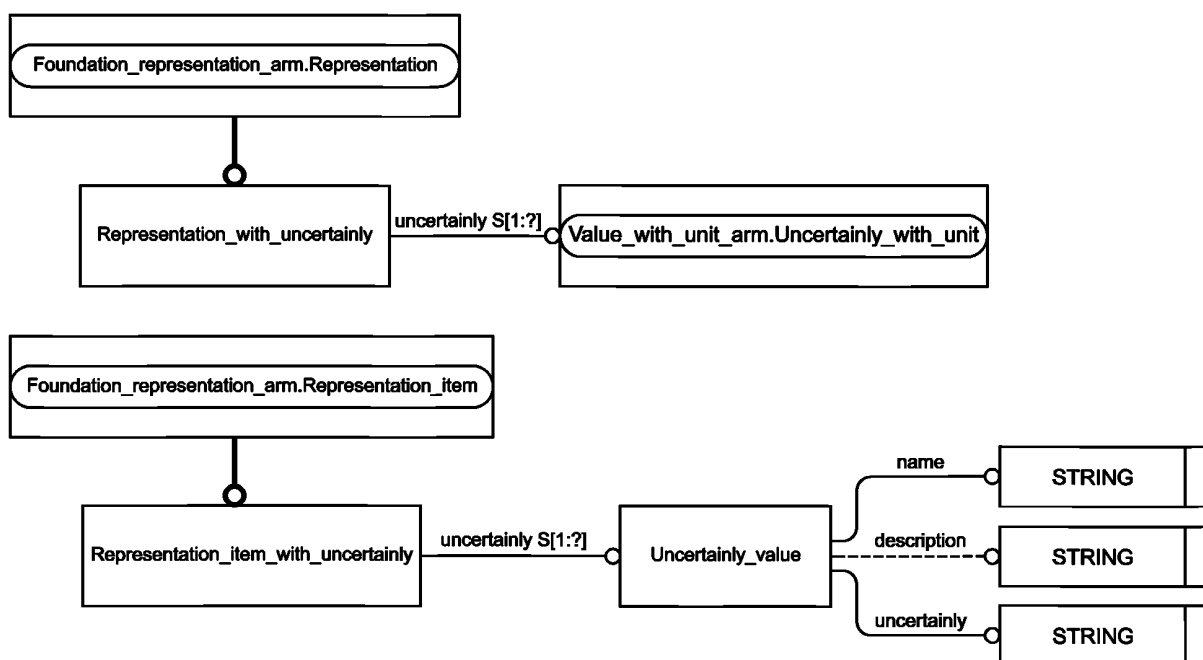 Foundation_representation_arm.Representation
Representation_with_uncertainly
uncertainly S[1:?]
Value_with_unit_arm.Uncertainly_with_unit
Foundation_representation_arm.Representation_item
Representation_item_with_uncertainly
uncertainly S[1:?]
Uncertainly_value
name
STRING
description
STRING
uncertainly
STRING